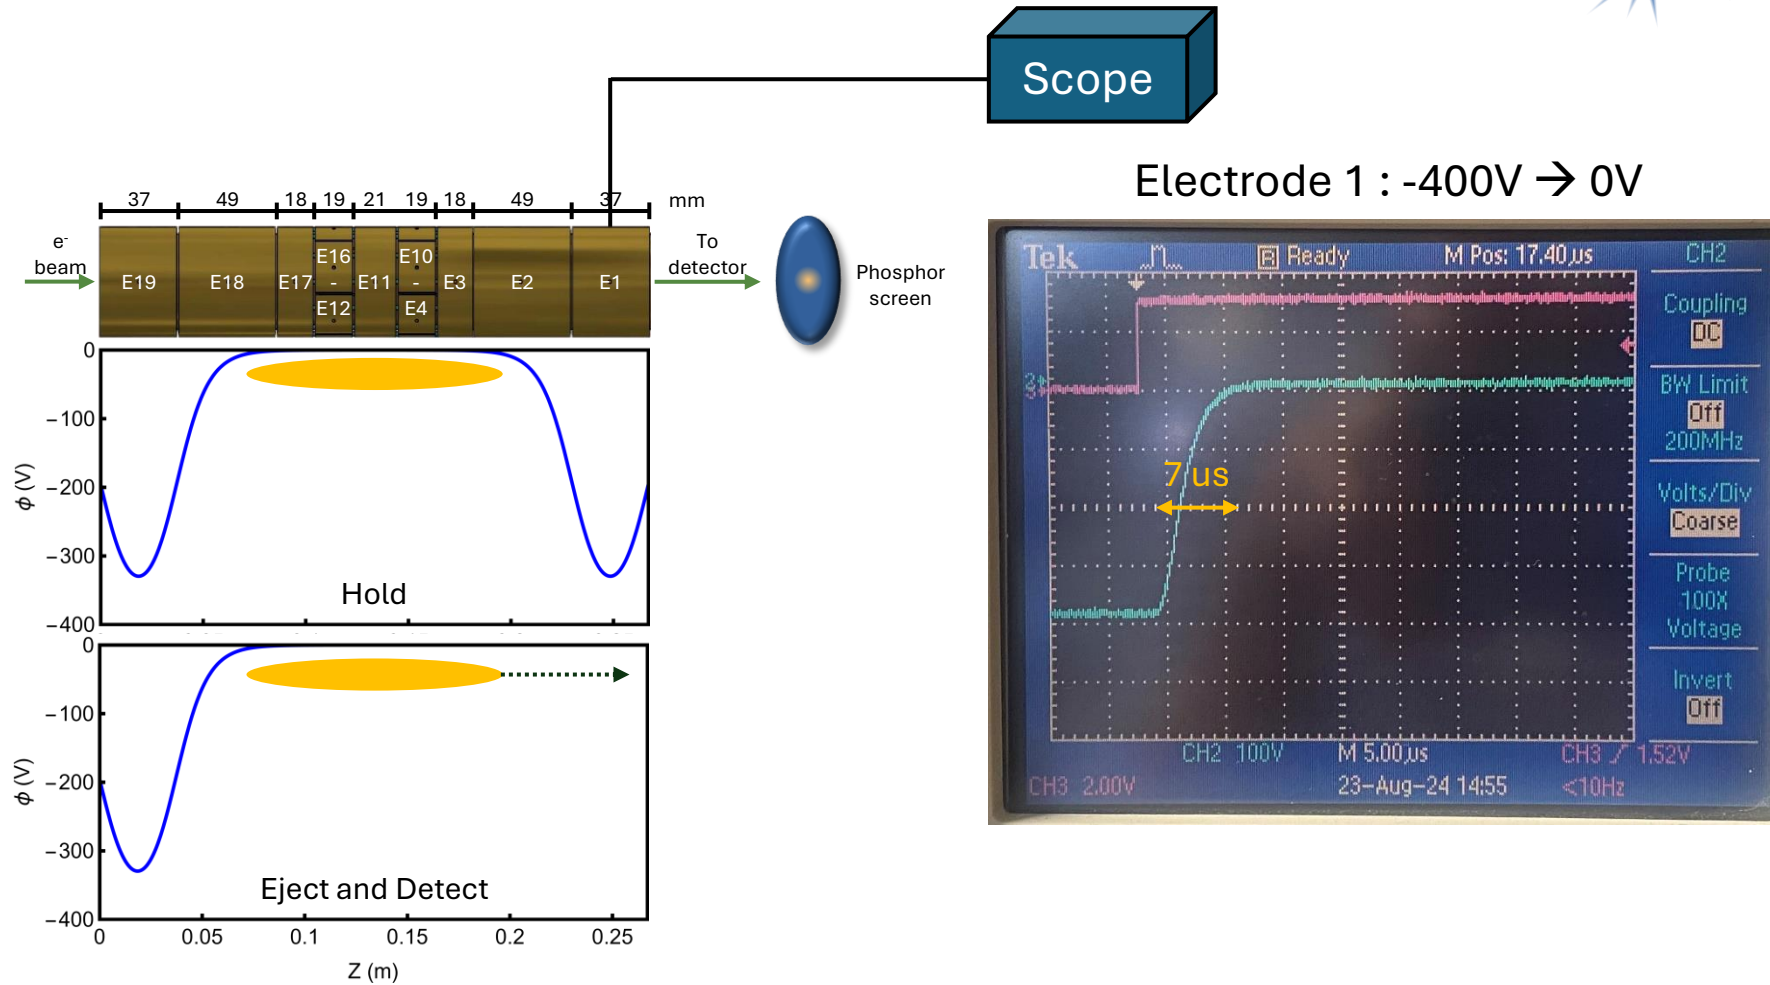 Scope
Electrode 1 : -400V → 0V
37 49 18 19 21 19 18 49 37 mm
e-
beam
E19 E18 E17 E16 - E12 E11 E10 - E4 E3 E2 E1
To
detector
Phosphor
screen
0
−100
−200
−300
−400
ϕ (V)
Hold
0
−100
−200
−300
−400
ϕ (V)
Eject and Detect
0 0.05 0.1 0.15 0.2 0.25
Z (m)
Tek R Ready M Pos: 17.40µs CH2
Coupling
DC
BW Limit
Off
200MHz
Volts/Div
Coarse
Probe
100X
Voltage
Invert
Off
2
3
7 us
CH2 100V M 5.00µs CH3 / 1.52V
CH3 2.00V 23-Aug-24 14:55 <10Hz